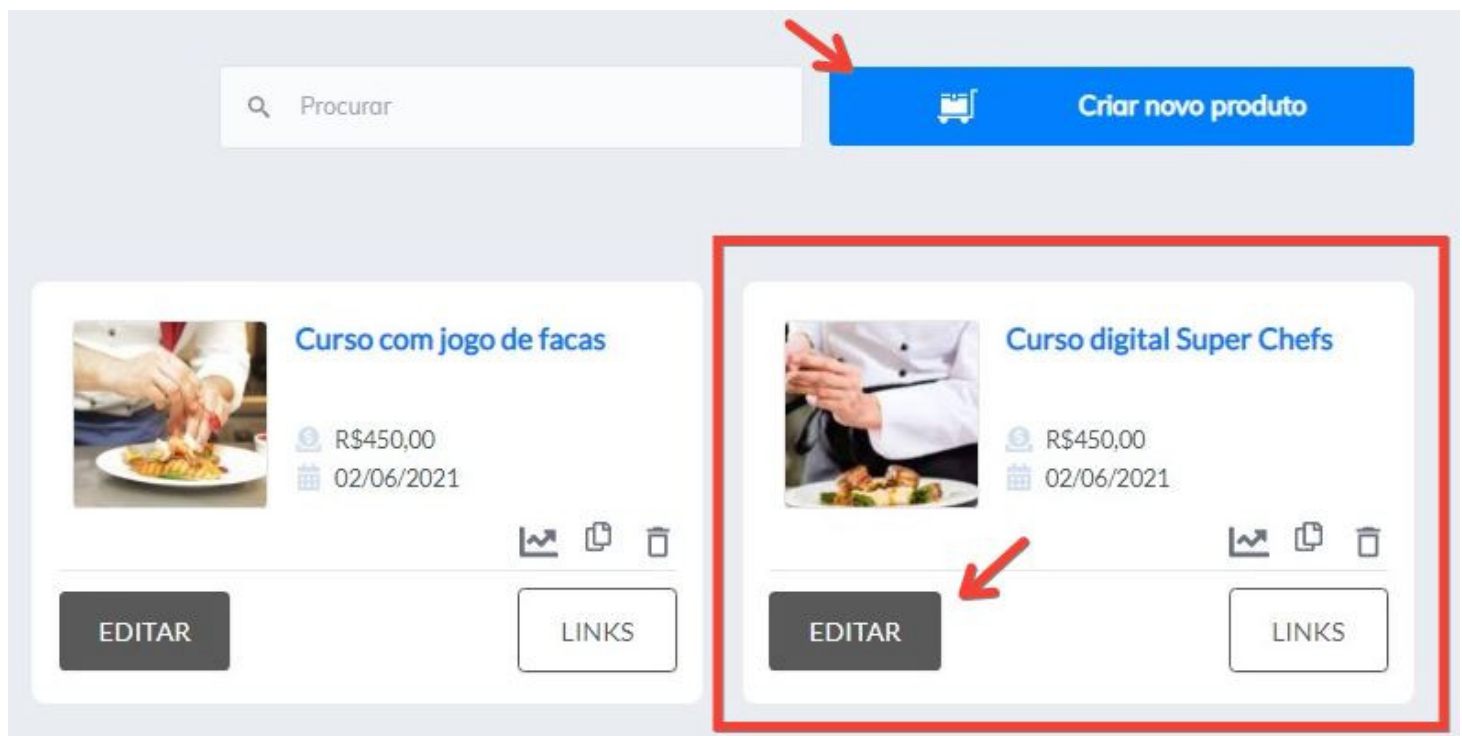 Procurar
Criar novo produto
Curso com jogo de facas
R$450,00
02/06/2021
EDITAR
LINKS
Curso digital Super Chefs
R$450,00
02/06/2021
EDITAR
LINKS